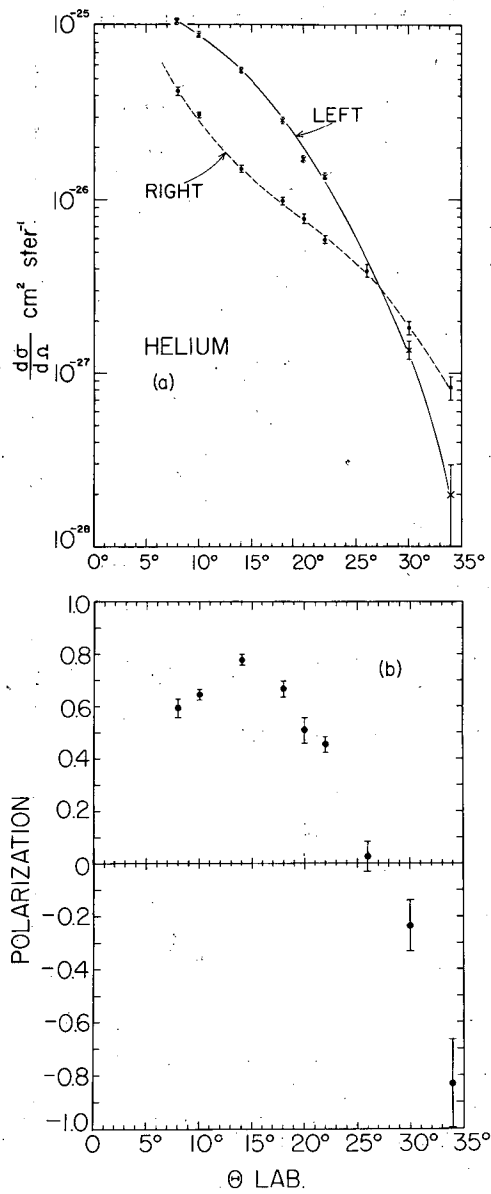 10⁻²⁵
LEFT
10⁻²⁶
RIGHT
dσ/dΩ cm² ster⁻¹
HELIUM
(a)
10⁻²⁷
10⁻²⁸
0° 5° 10° 15° 20° 25° 30° 35°
1.0
0.8
(b)
0.6
0.4
0.2
0
POLARIZATION
-0.2
-0.4
-0.6
-0.8
-1.0
0 5° 10° 15° 20° 25° 30° 35°
Θ LAB.